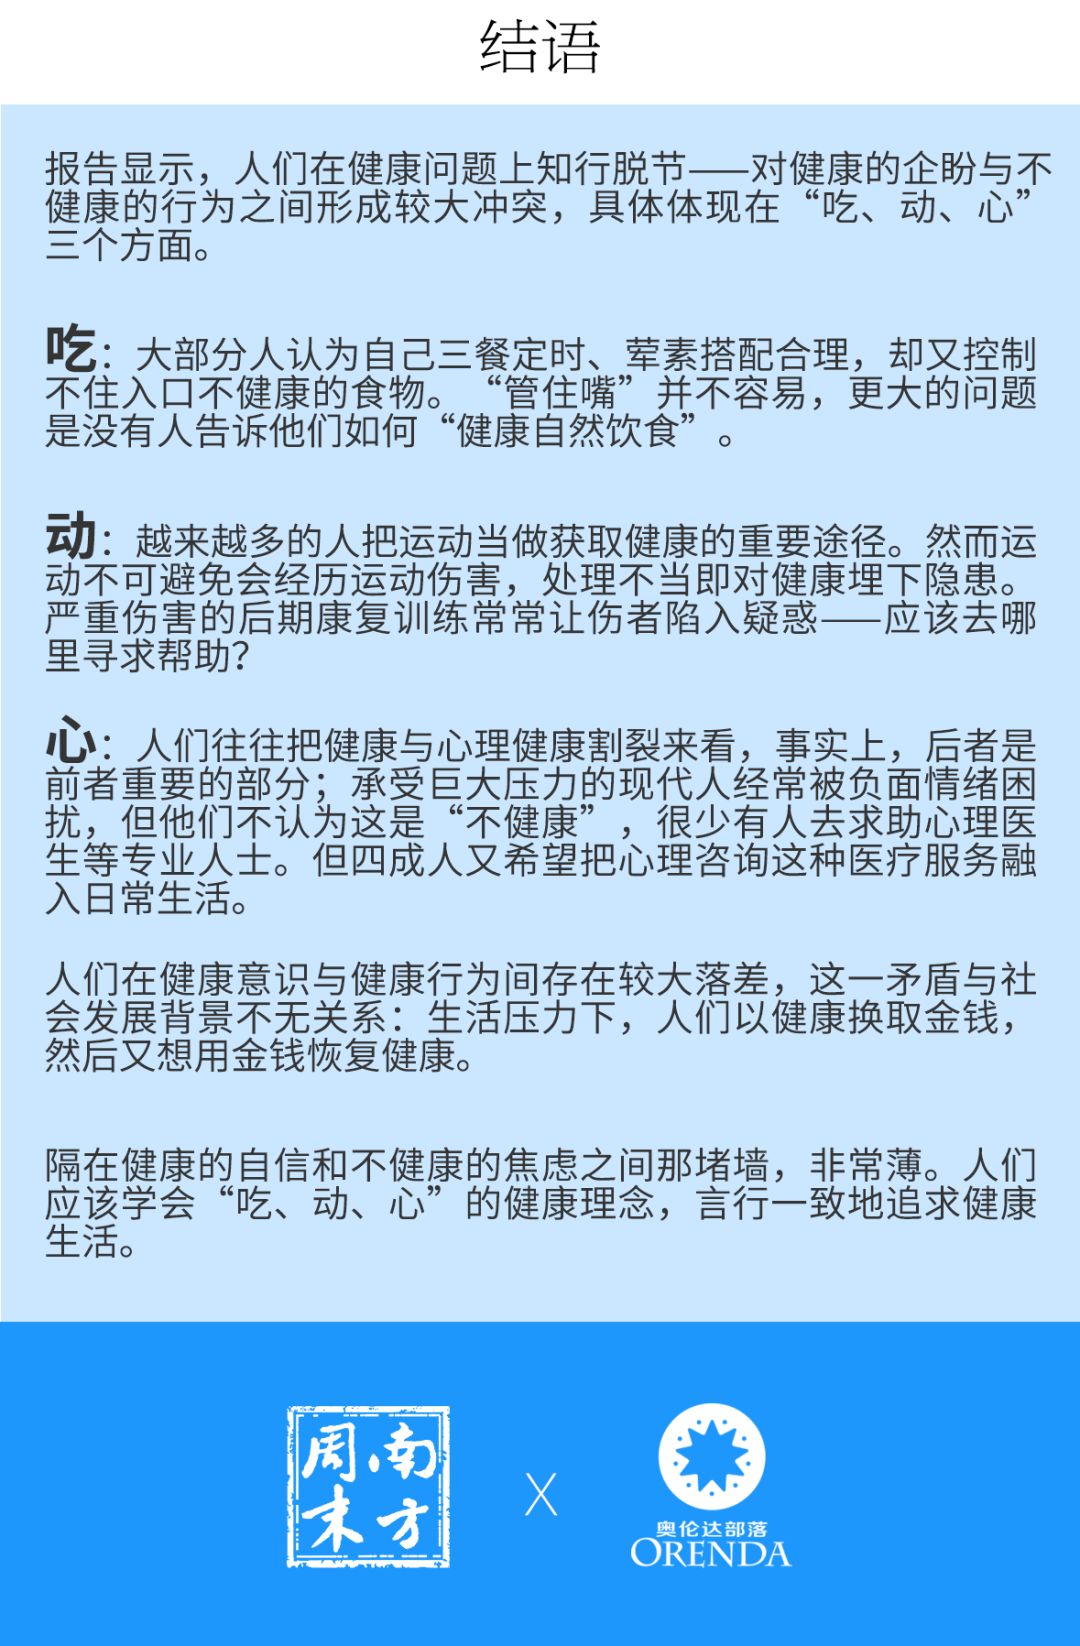 结语
报告显示，人们在健康问题上知行脱节——对健康的企盼与不
健康的行为之间形成较大冲突，具体体现在“吃、动、心”
三个方面。
吃：大部分人认为自己三餐定时、荤素搭配合理，却又控制
不住入口不健康的食物。“管住嘴”并不容易，更大的问题
是没有人告诉他们如何“健康自然饮食”。
动：越来越多的人把运动当做获取健康的重要途径。然而运
动不可避免会经历运动伤害，处理不当即对健康埋下隐患。
严重伤害的后期康复训练常常让伤者陷入疑惑——应该去哪
里寻求帮助？
心：人们往往把健康与心理健康割裂来看，事实上，后者是
前者重要的部分；承受巨大压力的现代人经常被负面情绪困
扰，但他们不认为这是“不健康”，很少有人去求助心理医
生等专业人士。但四成人又希望把心理咨询这种医疗服务融
入日常生活。
人们在健康意识与健康行为间存在较大落差，这一矛盾与社
会发展背景不无关系：生活压力下，人们以健康换取金钱，
然后又想用金钱恢复健康。
隔在健康的自信和不健康的焦虑之间那堵墙，非常薄。人们
应该学会“吃、动、心”的健康理念，言行一致地追求健康
生活。
南方周末
X
奥伦达部落
ORENDA